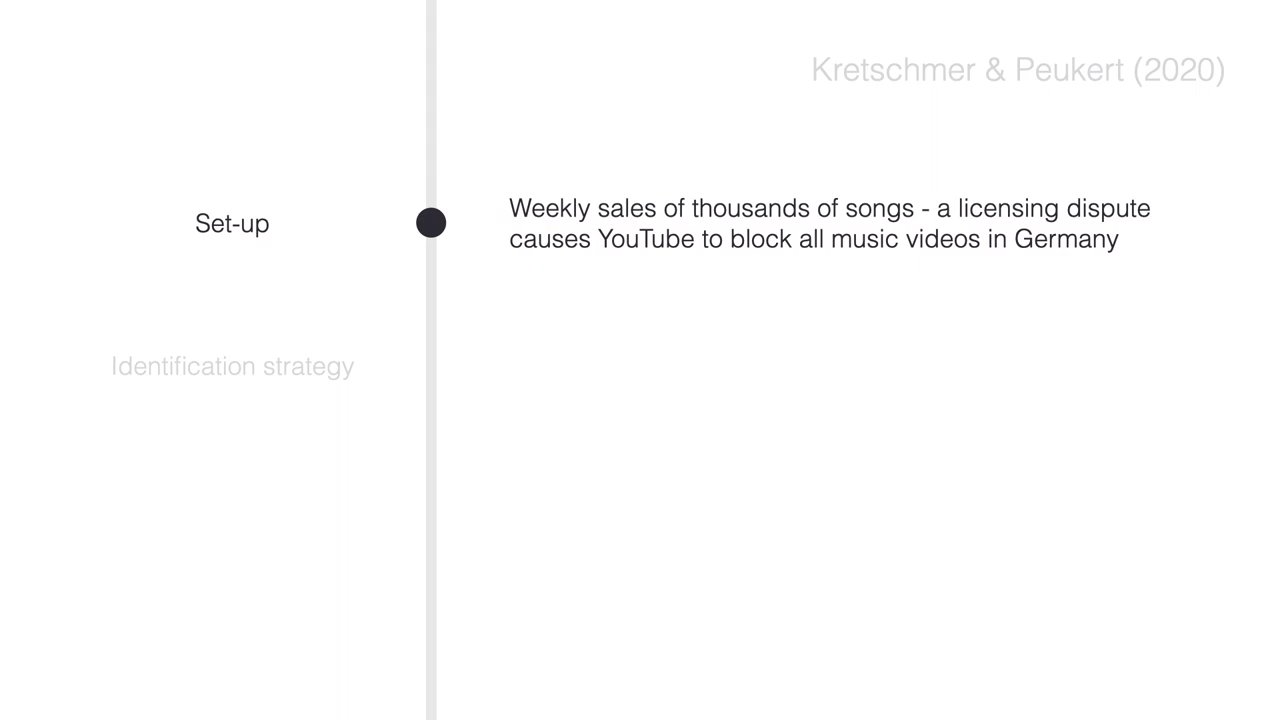 Kretschmer & Peukert (2020)
Set-up
Weekly sales of thousands of songs - a licensing dispute
causes YouTube to block all music videos in Germany
Identification strategy